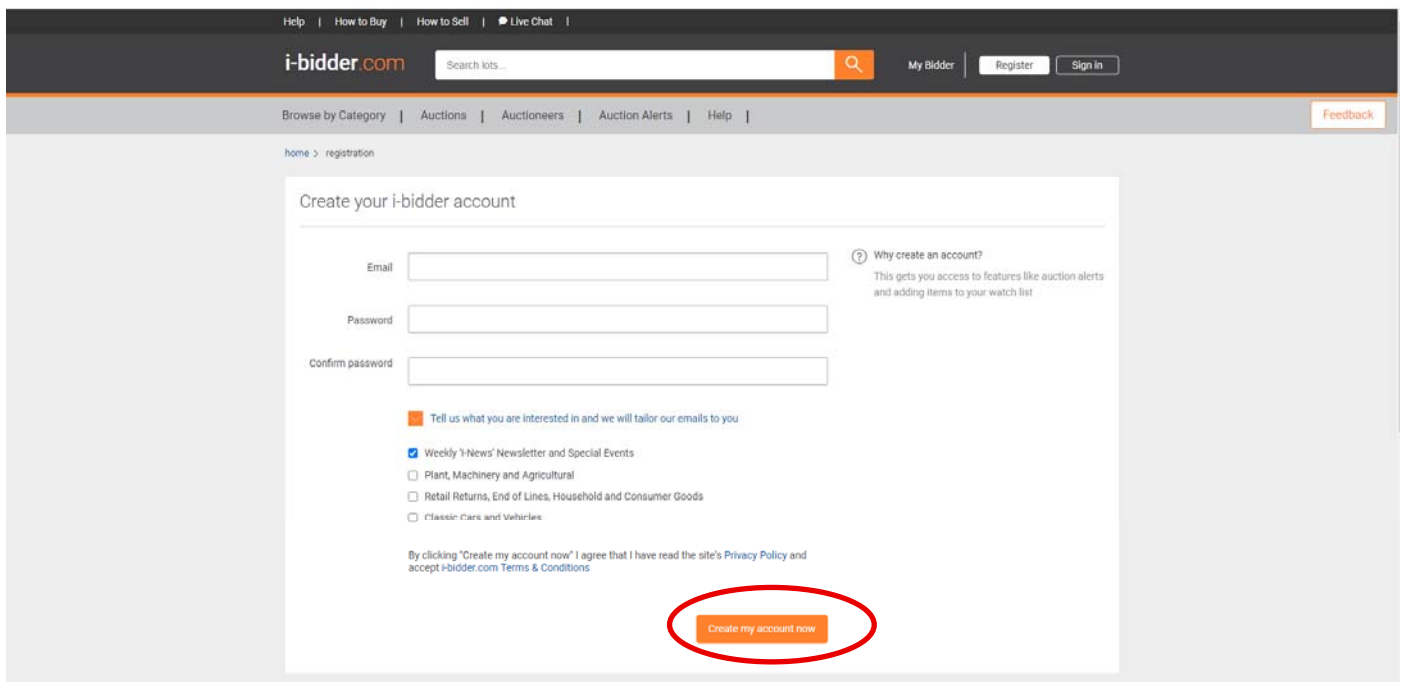 Help | How to Buy | How to Sell | Live Chat |
i-bidder.com
Search lots...
My Bidder
Register
Sign in
Browse by Category | Auctions | Auctioneers | Auction Alerts | Help |
Feedback
home > registration
Create your i-bidder account
Email
Why create an account?
This gets you access to features like auction alerts
and adding items to your watch list
Password
Confirm password
Tell us what you are interested in and we will tailor our emails to you
Weekly 'i-News' Newsletter and Special Events
Plant, Machinery and Agricultural
Retail Returns, End of Lines, Household and Consumer Goods
Classic Cars and Vehicles
By clicking "Create my account now" I agree that I have read the site's Privacy Policy and
accept i-bidder.com Terms & Conditions
Create my account now